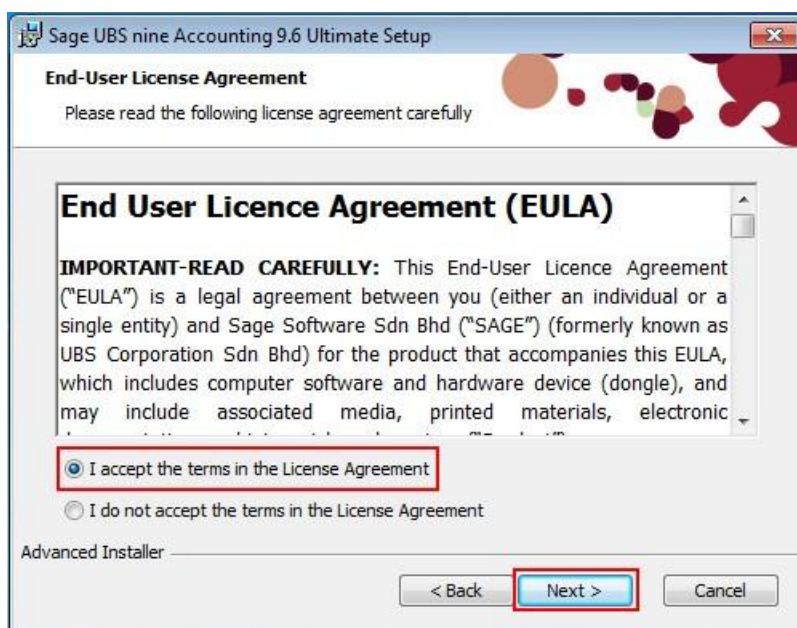 Sage UBS nine Accounting 9.6 Ultimate Setup
End-User License Agreement
Please read the following license agreement carefully
End User Licence Agreement (EULA)
IMPORTANT-READ CAREFULLY: This End-User Licence Agreement
("EULA") is a legal agreement between you (either an individual or a
single entity) and Sage Software Sdn Bhd ("SAGE") (formerly known as
UBS Corporation Sdn Bhd) for the product that accompanies this EULA,
which includes computer software and hardware device (dongle), and
may include associated media, printed materials, electronic
I accept the terms in the License Agreement
I do not accept the terms in the License Agreement
Advanced Installer
< Back Next > Cancel